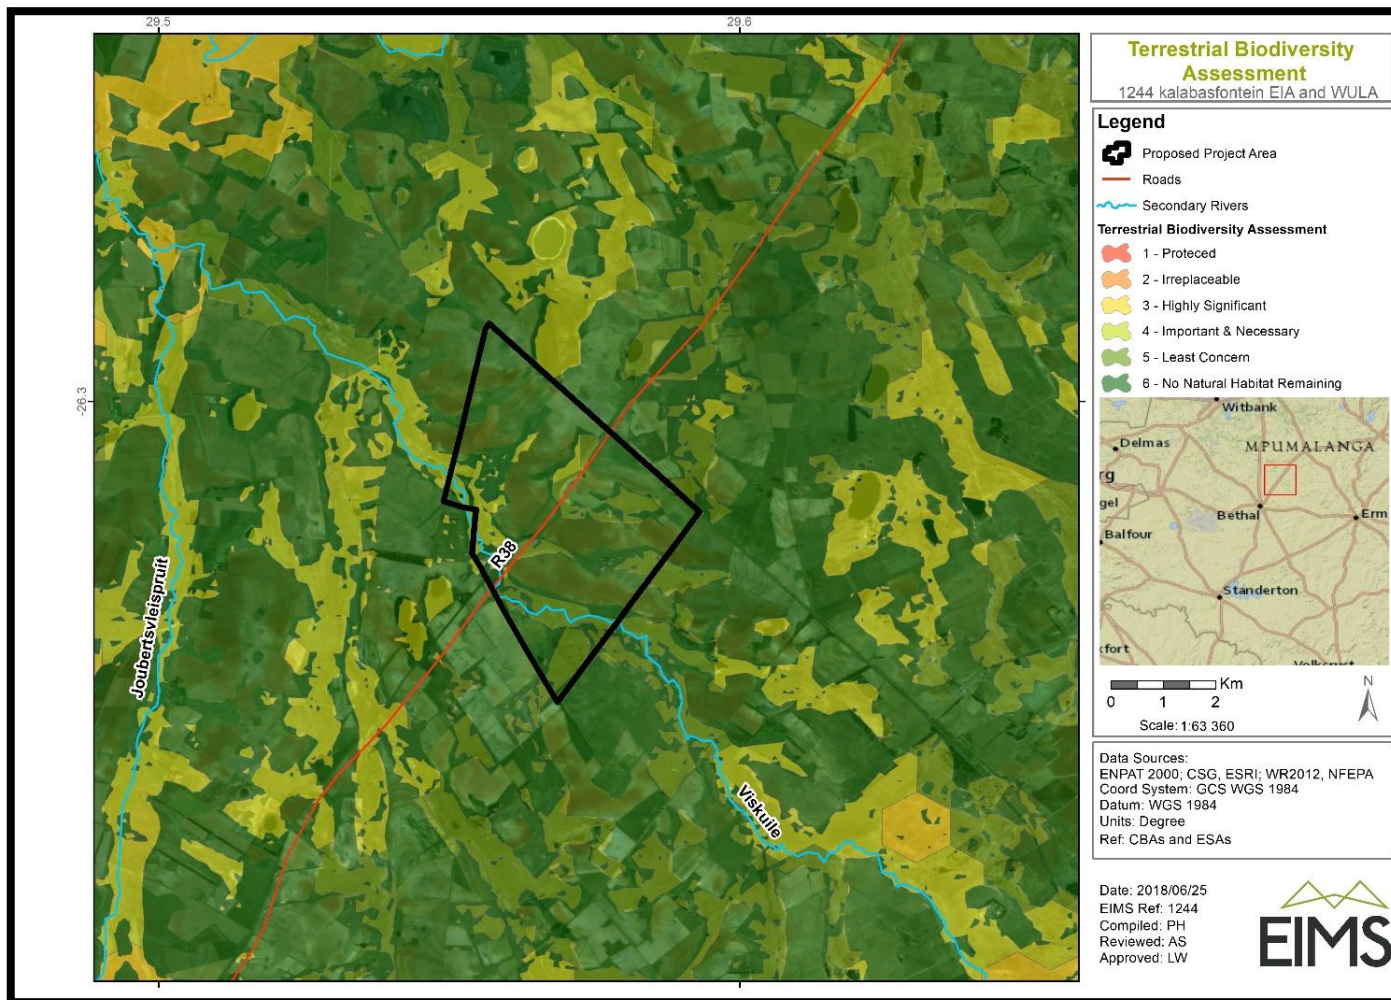 29.5
29.6
-26.3
R38
Joubertsvleispruit
Viskuile
Terrestrial Biodiversity
Assessment
1244 kalabasfontein EIA and WULA
Legend
Proposed Project Area
Roads
Secondary Rivers
Terrestrial Biodiversity Assessment
1 - Proteced
2 - Irreplaceable
3 - Highly Significant
4 - Important & Necessary
5 - Least Concern
6 - No Natural Habitat Remaining
Witbank
Delmas
MPUMALANGA
rg
gel
Bethal
Erm
Balfour
Standerton
kfort
Volksrust
Km
0 1 2
N
Scale: 1:63 360
Data Sources:
ENPAT 2000; CSG, ESRI; WR2012, NFEPA
Coord System: GCS WGS 1984
Datum: WGS 1984
Units: Degree
Ref: CBAs and ESAs
Date: 2018/06/25
EIMS Ref: 1244
Compiled: PH
Reviewed: AS
Approved: LW
EIMS